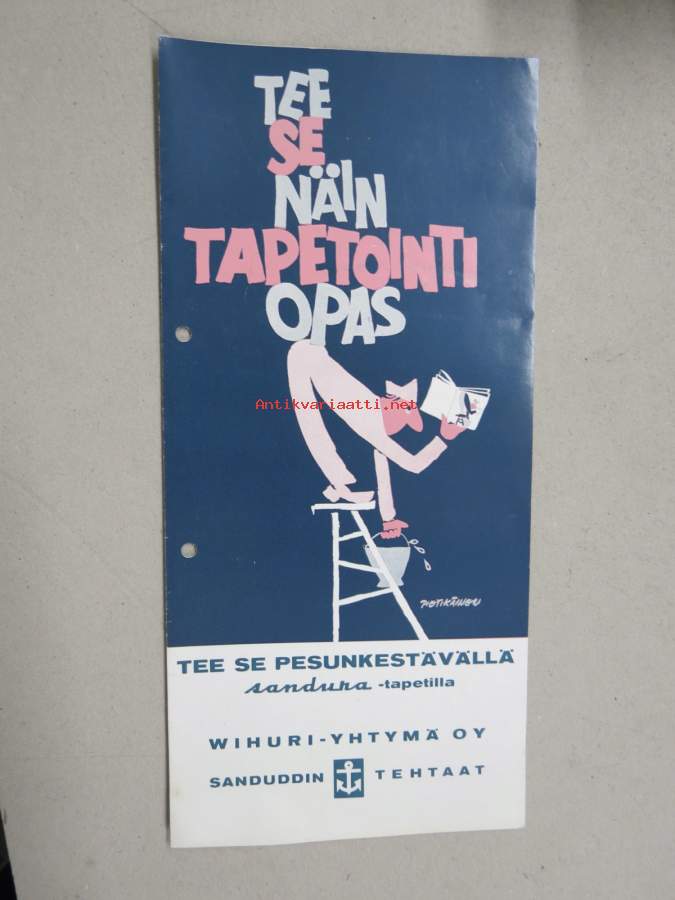 TEE
SE
NÄIN
TAPETOINTI
OPAS
Antikvariaatti.net
TEE SE PESUNKESTÄVÄLLÄ
sandura -tapetilla
WIHURI-YHTYMÄ OY
SANDUDDIN TEHTAAT